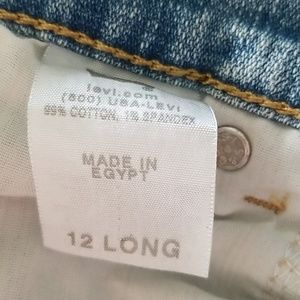 levi.com
(800) USA-LEVI
99% COTTON, 1% SPANDEX
MADE IN
EGYPT
12 LONG